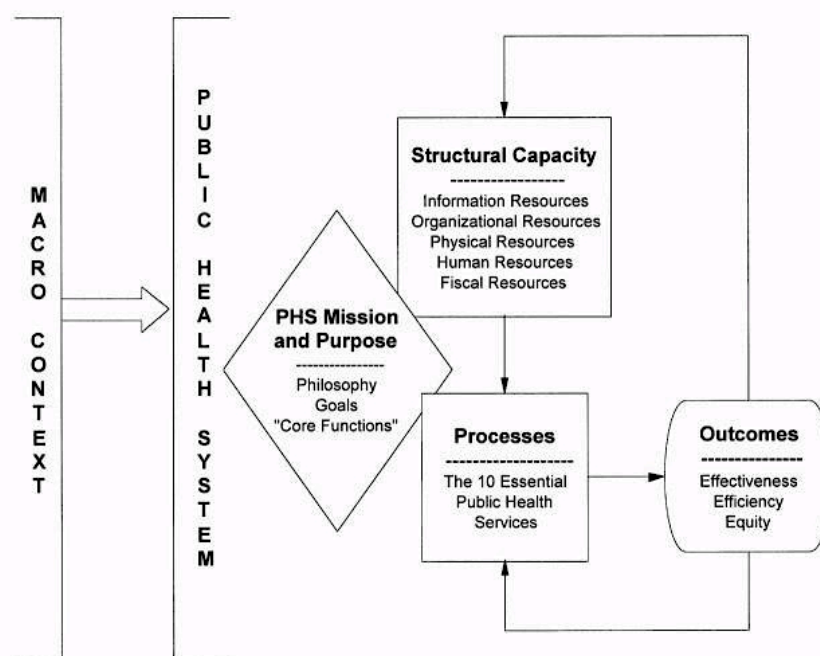 MACRO CONTEXT
PUBLIC HEALTH SYSTEM
PHS Mission
and Purpose
----------------
Philosophy
Goals
"Core Functions"
Structural Capacity
-----------------
Information Resources
Organizational Resources
Physical Resources
Human Resources
Fiscal Resources
Processes
-------------------
The 10 Essential
Public Health
Services
Outcomes
---------------
Effectiveness
Efficiency
Equity